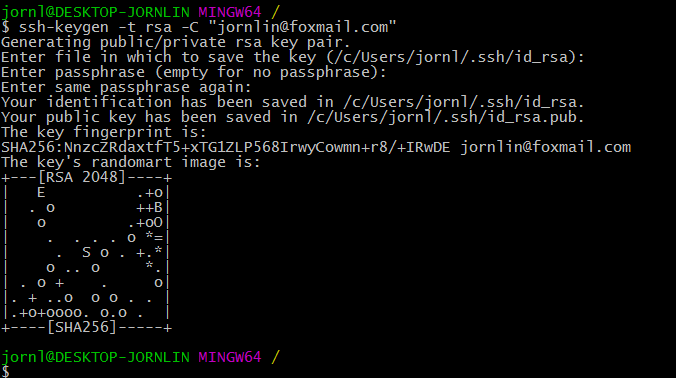 jornl@DESKTOP-JORNLIN MINGW64 /
$ ssh-keygen -t rsa -C "jornlin@foxmail.com"
Generating public/private rsa key pair.
Enter file in which to save the key (/c/Users/jornl/.ssh/id_rsa):
Enter passphrase (empty for no passphrase):
Enter same passphrase again:
Your identification has been saved in /c/Users/jornl/.ssh/id_rsa.
Your public key has been saved in /c/Users/jornl/.ssh/id_rsa.pub.
The key fingerprint is:
SHA256:NnzcZRdaxtfT5+xTG1ZLP568IrwyCowmn+r8/+IRwDE jornlin@foxmail.com
The key's randomart image is:
+---[RSA 2048]----+
|   E           .+o|
|  . o          ++B|
|   o          .+oO|
|    .  . . . o *=|
|     .  S o . +.*|
|    o .. o     *.|
| . o +    .     o|
|. + ..o  o o . . |
|.+o+oooo. o.o .  |
+----[SHA256]-----+
jornl@DESKTOP-JORNLIN MINGW64 /
$